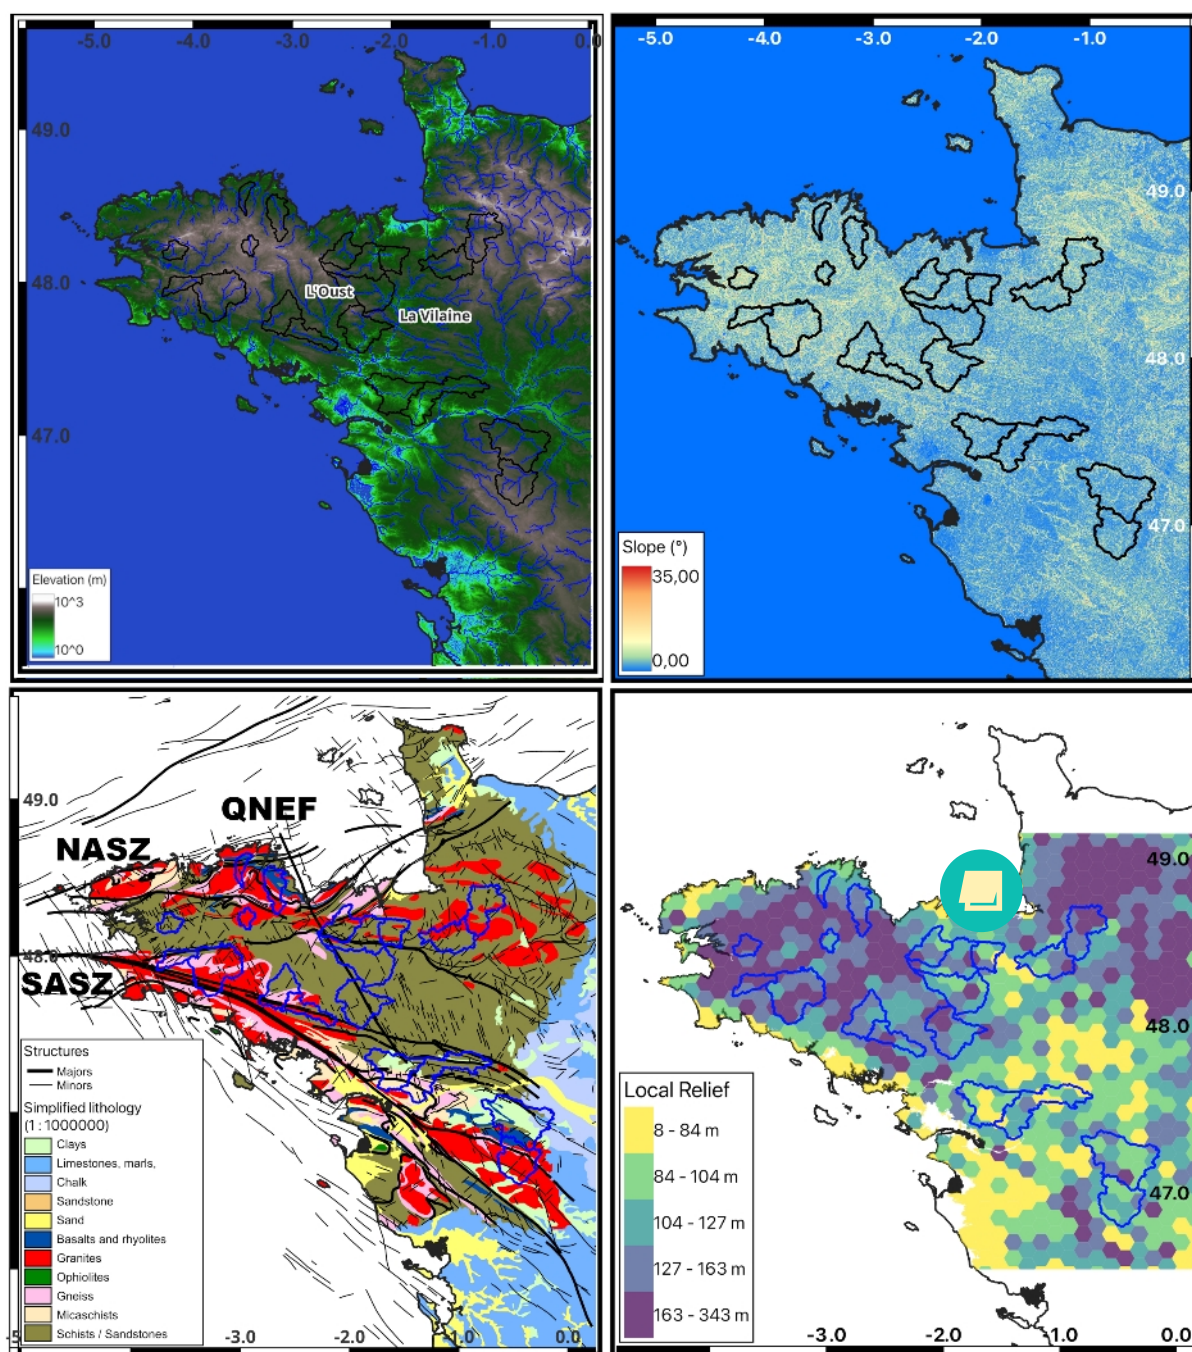 -5.0 -4.0 -3.0 -2.0 -1.0 0.0
49.0
48.0
L'Oust
La Vilaine
47.0
Elevation (m)
10^3
10^0
-5.0 -4.0 -3.0 -2.0 -1.0
49.0
48.0
47.0
Slope (°)
35,00
0,00
49.0
QNEF
NASZ
48.0
SASZ
Structures
Majors
Minors
Simplified lithology
(1 : 1000000)
Clays
Limestones, marls,
Chalk
Sandstone
Sand
Basalts and rhyolites
Granites
Ophiolites
Gneiss
Micaschists
Schists / Sandstones
-3.0 -2.0 -1.0 0.0
49.0
48.0
47.0
Local Relief
8 - 84 m
84 - 104 m
104 - 127 m
127 - 163 m
163 - 343 m
-3.0 -2.0 -1.0